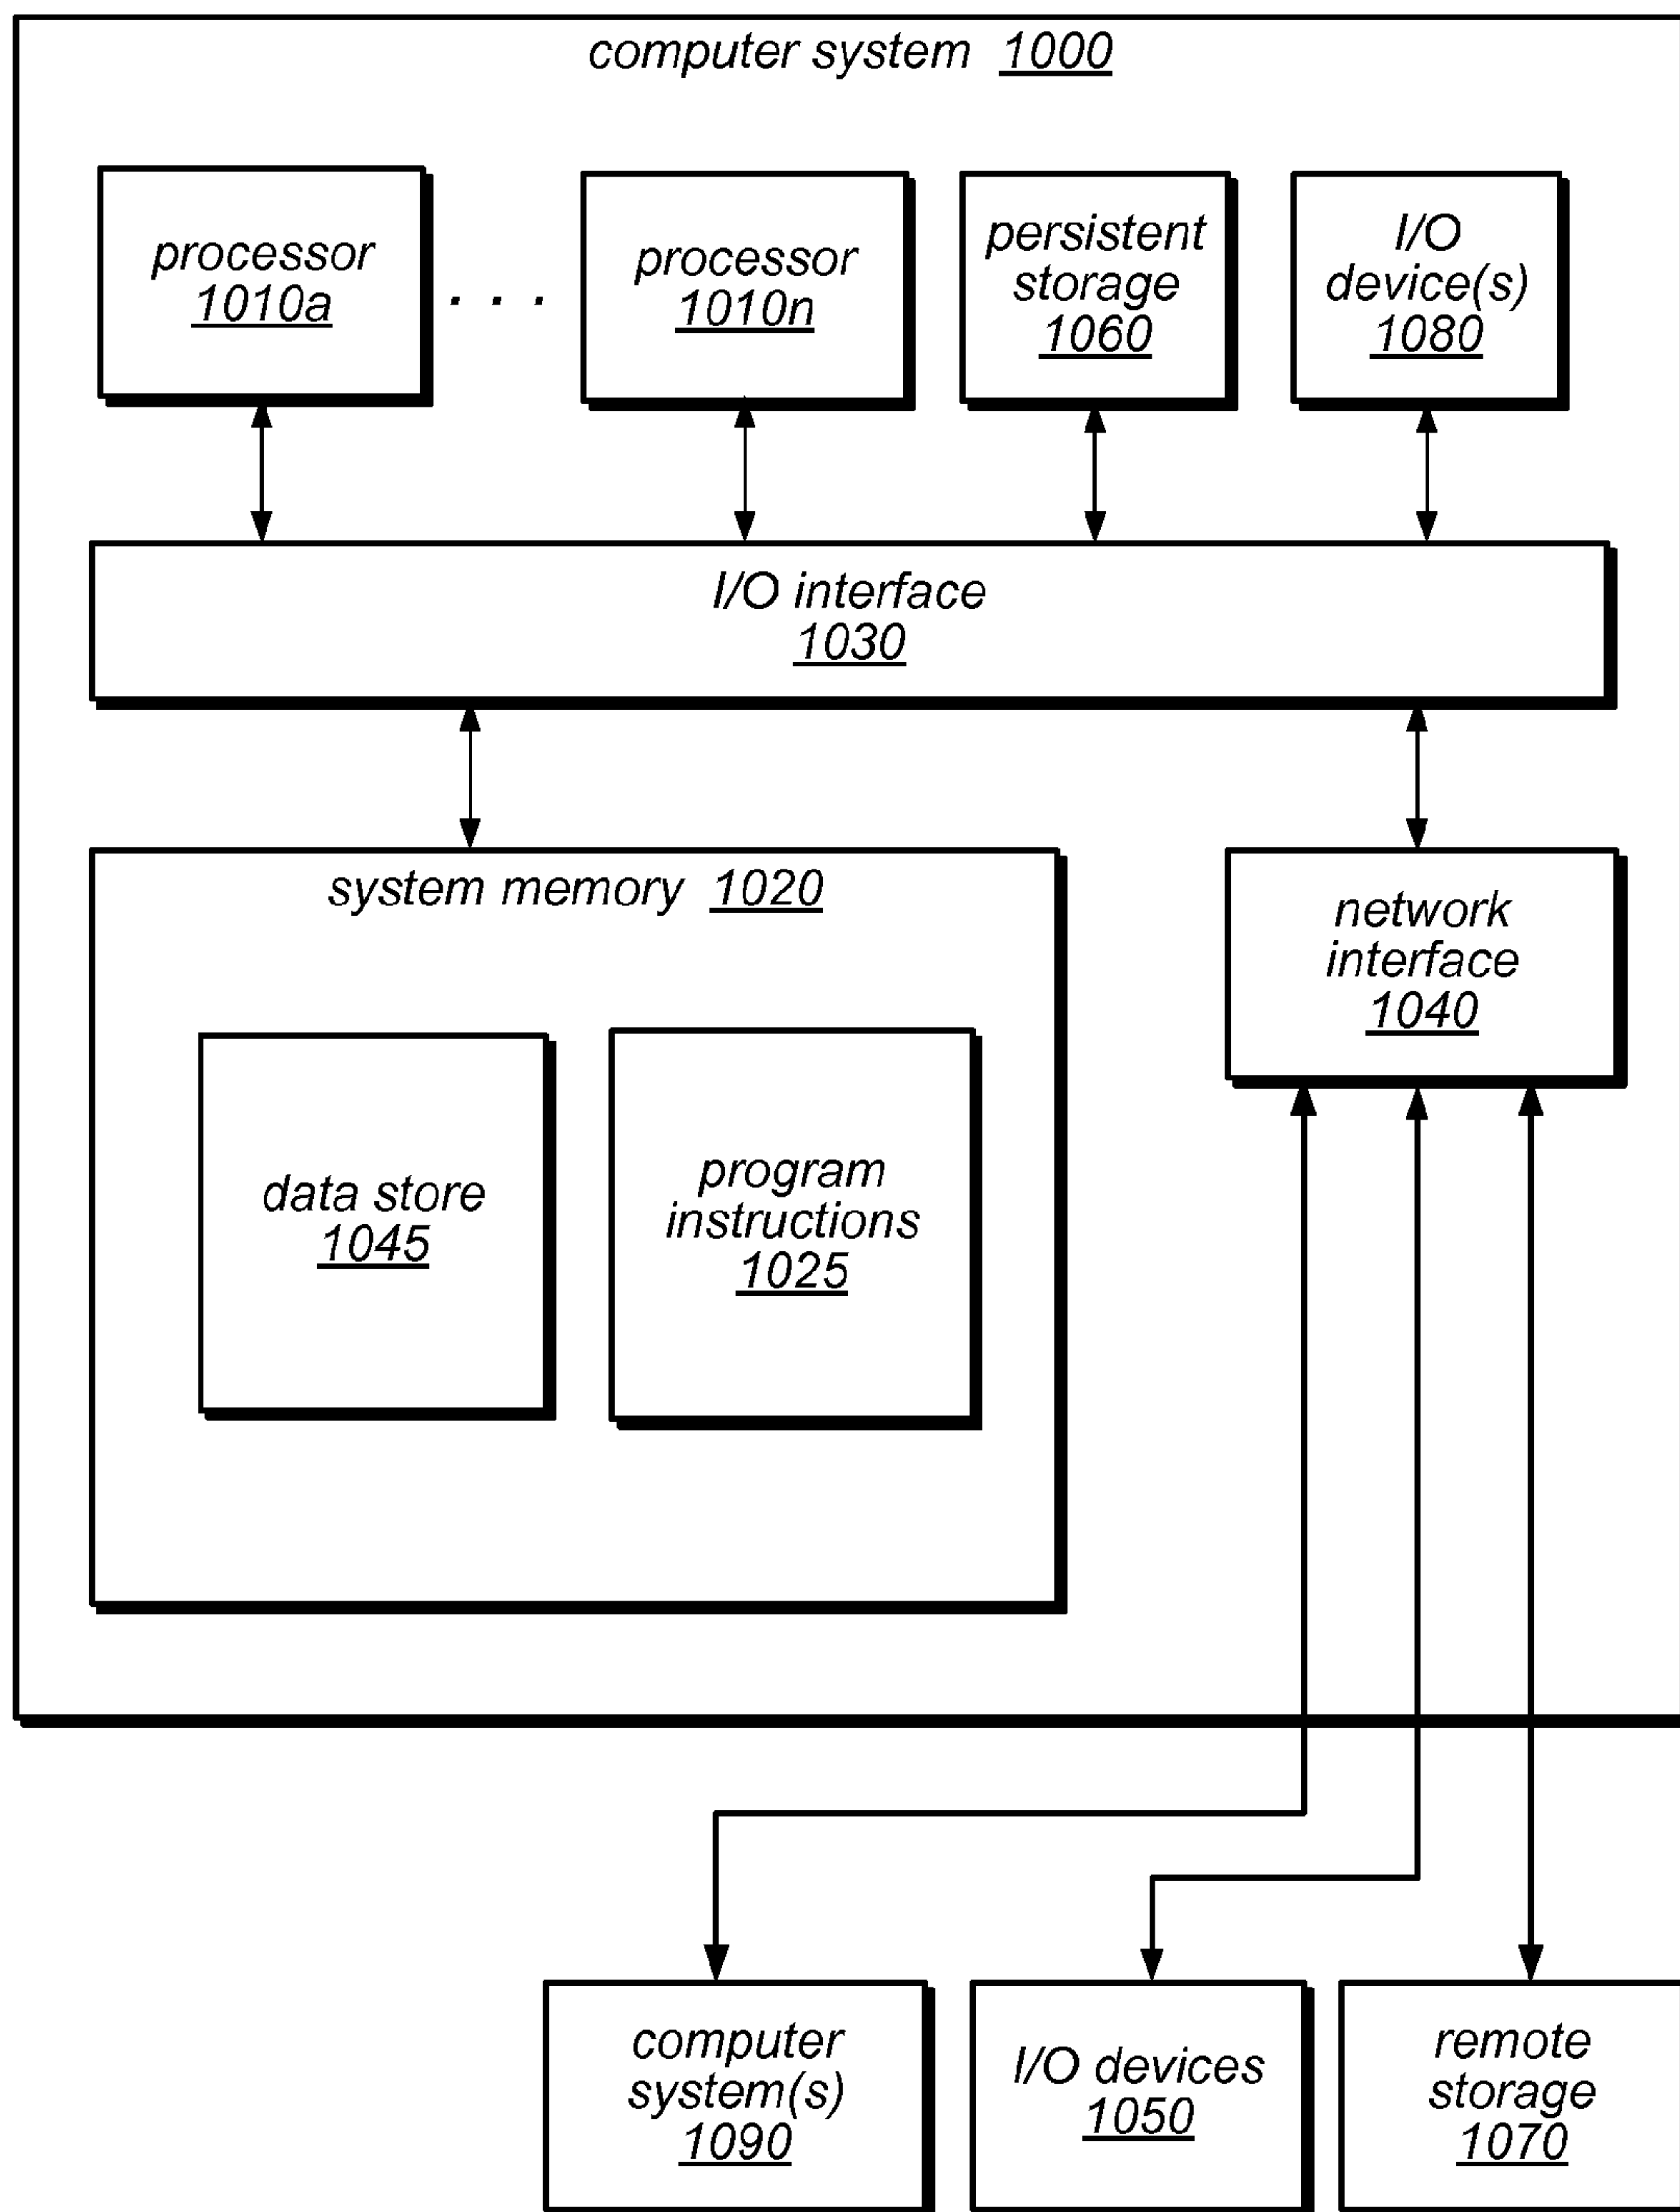 computer system 1000
processor
1010a
. . .
processor
1010n
persistent
storage
1060
I/O
device(s)
1080
I/O interface
1030
system memory 1020
network
interface
1040
data store
1045
program
instructions
1025
computer
system(s)
1090
I/O devices
1050
remote
storage
1070